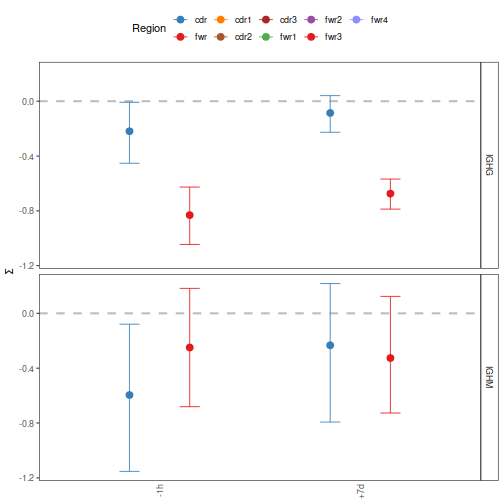 Region cdr cdr1 cdr3 fwr2 fwr4
fwr cdr2 fwr1 fwr3
0.0
-0.4
-0.8
-1.2
IGHG
Σ
0.0
-0.4
-0.8
-1.2
IGHM
-1h +7d